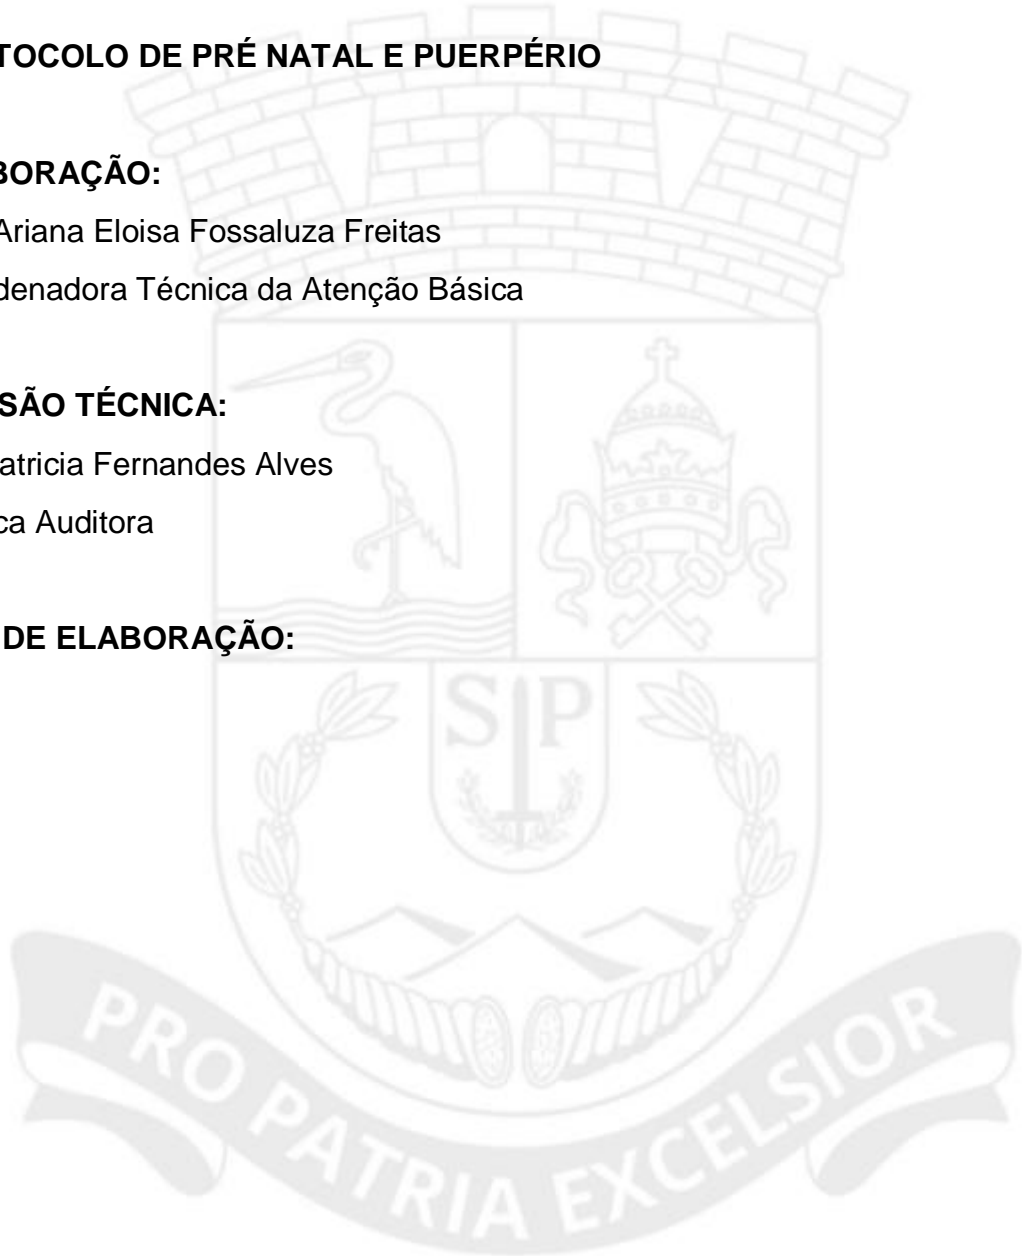 TOCOLO DE PRÉ NATAL E PUERPÉRIO
BORAÇÃO:
Ariana Eloisa Fossaluza Freitas
denadora Técnica da Atenção Básica
SÃO TÉCNICA:
atricia Fernandes Alves
ca Auditora
DE ELABORAÇÃO:
S P
PRO PATRIA EXCELSIOR